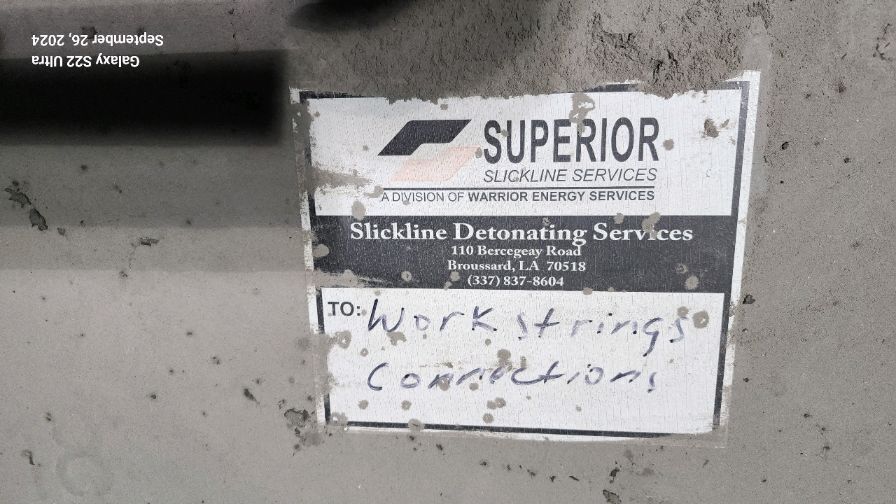 SUPERIOR
SLICKLINE SERVICES
A DIVISION OF WARRIOR ENERGY SERVICES
Slickline Detonating Services
110 Bercegeay Road
Broussard, LA 70518
(337) 837-8604
TO: Work strings
Connections
Galaxy S22 Ultra
September 26, 2024